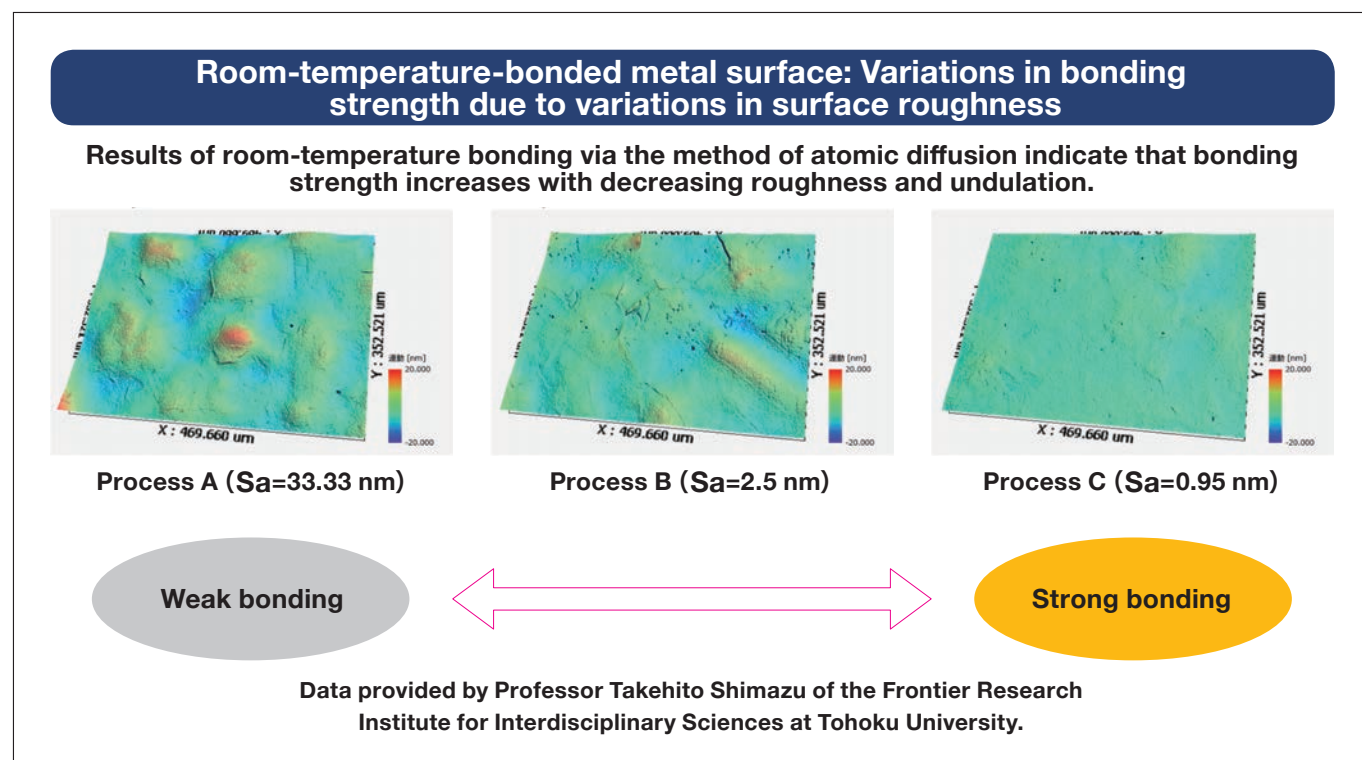 Room-temperature-bonded metal surface: Variations in bonding
strength due to variations in surface roughness
Results of room-temperature bonding via the method of atomic diffusion indicate that bonding
strength increases with decreasing roughness and undulation.
Y : 352.521 um
[nm]
20.000
-20.000
X : 469.660 um
Y : 352.521 um
[nm]
20.000
-20.000
X : 469.660 um
Y : 352.521 um
[nm]
20.000
-20.000
X : 469.660 um
Process A (Sa=33.33 nm)
Process B (Sa=2.5 nm)
Process C (Sa=0.95 nm)
Weak bonding
Strong bonding
Data provided by Professor Takehito Shimazu of the Frontier Research
Institute for Interdisciplinary Sciences at Tohoku University.